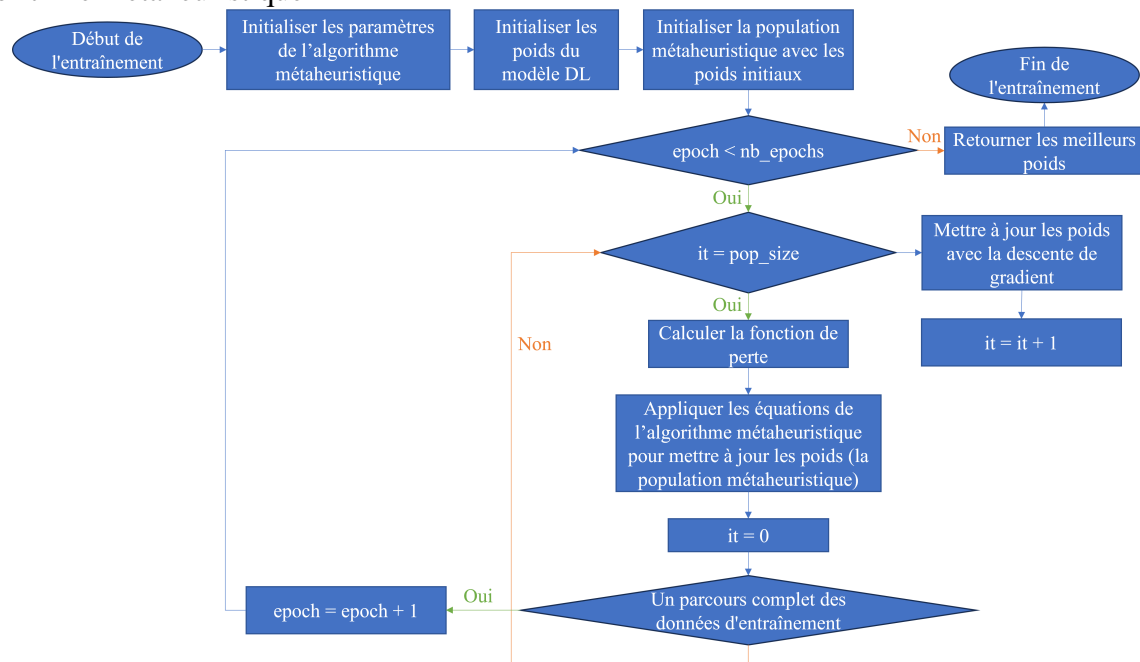 Début de
l'entraînement
Initialiser les paramètres
de l’algorithme
métaheuristique
Initialiser les
poids du
modèle DL
Initialiser la population
métaheuristique avec les
poids initiaux
Fin de
l'entraînement
epoch < nb_epochs
Non
Retourner les meilleurs
poids
Oui
it = pop_size
Mettre à jour les poids
avec la descente de
gradient
Oui
Non
Calculer la fonction de
perte
it = it + 1
Appliquer les équations de
l’algorithme métaheuristique
pour mettre à jour les poids (la
population métaheuristique)
it = 0
Un parcours complet des
données d'entraînement
Oui
epoch = epoch + 1